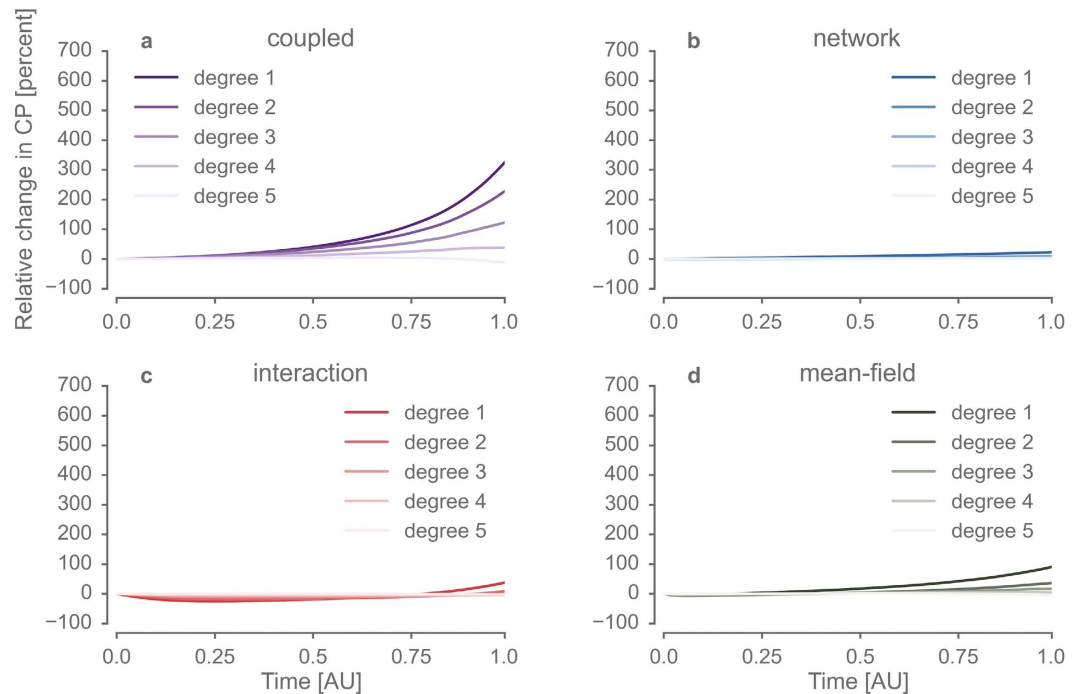 a coupled
Relative change in CP [percent]
700
600
500
400
300
200
100
0
−100
degree 1
degree 2
degree 3
degree 4
degree 5
0.0 0.25 0.5 0.75 1.0
b network
700
600
500
400
300
200
100
0
−100
degree 1
degree 2
degree 3
degree 4
degree 5
0.0 0.25 0.5 0.75 1.0
c interaction
700
600
500
400
300
200
100
0
−100
degree 1
degree 2
degree 3
degree 4
degree 5
0.0 0.25 0.5 0.75 1.0
Time [AU]
d mean-field
700
600
500
400
300
200
100
0
−100
degree 1
degree 2
degree 3
degree 4
degree 5
0.0 0.25 0.5 0.75 1.0
Time [AU]